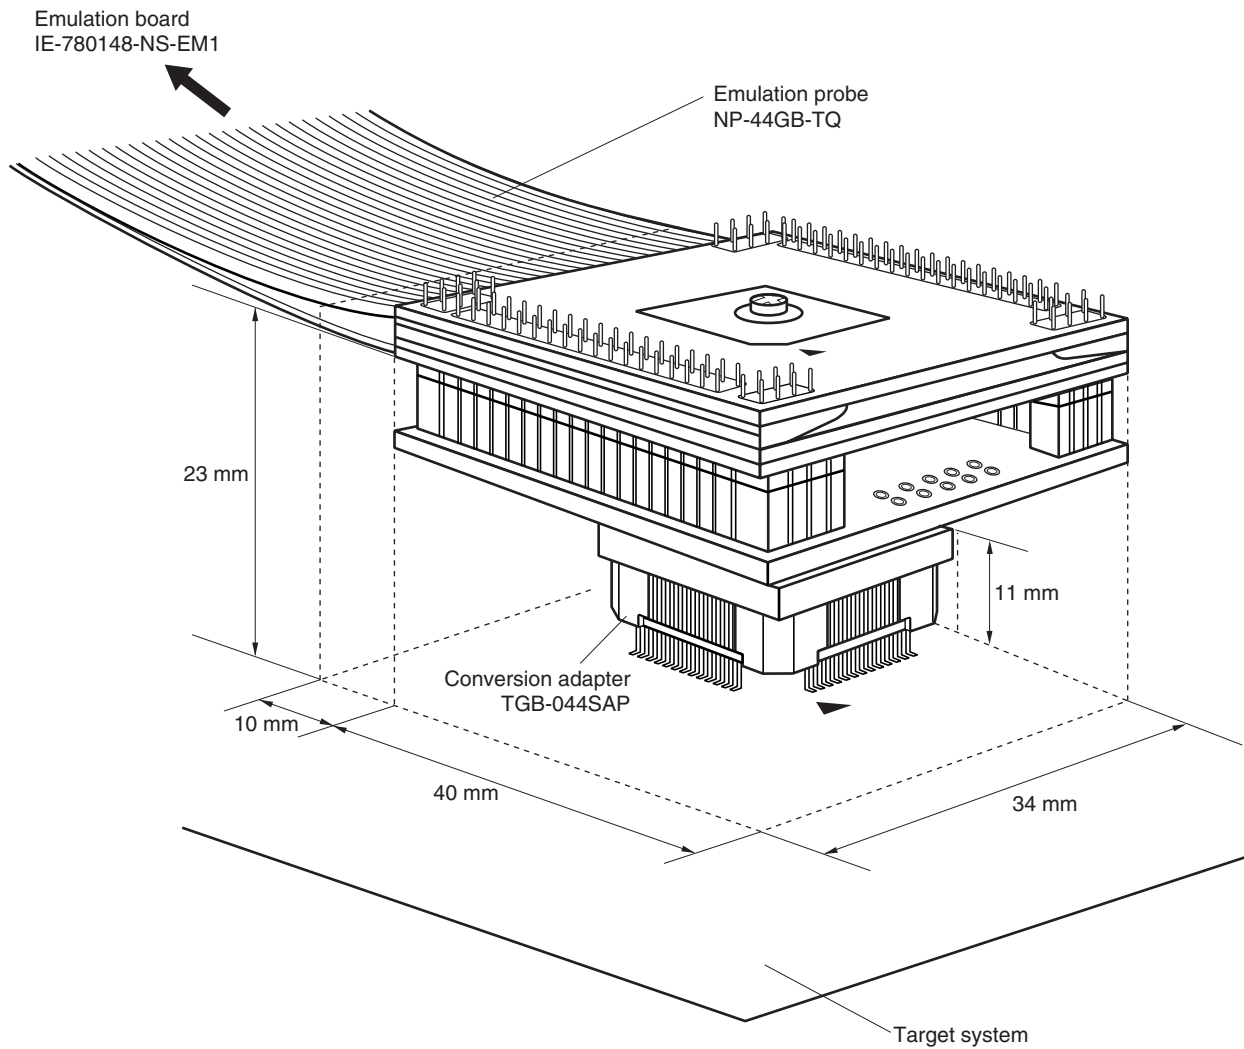 Emulation board
IE-780148-NS-EM1
Emulation probe
NP-44GB-TQ
23 mm
11 mm
Conversion adapter
TGB-044SAP
10 mm
40 mm
34 mm
Target system